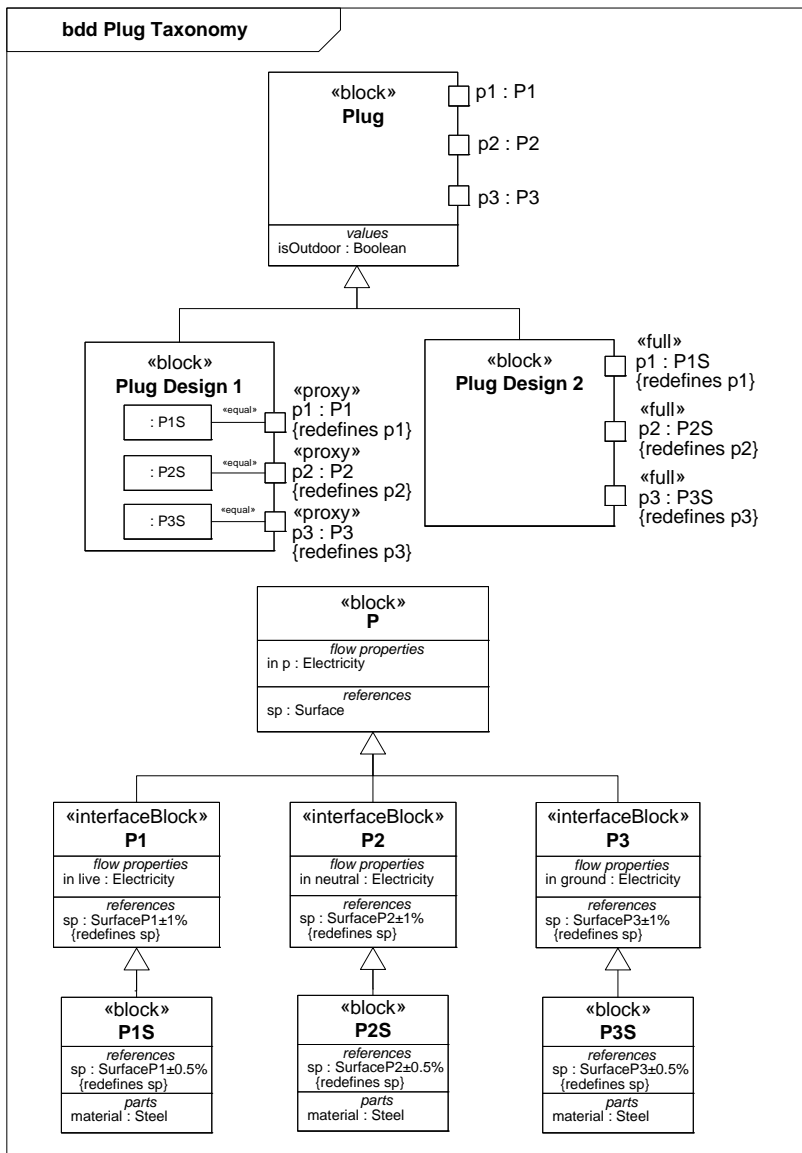 bdd Plug Taxonomy
«block»
Plug
p1 : P1
p2 : P2
p3 : P3
values
isOutdoor : Boolean
«block»
Plug Design 1
: P1S
«equal»
: P2S
«equal»
: P3S
«equal»
«proxy»
p1 : P1
{redefines p1}
«proxy»
p2 : P2
{redefines p2}
«proxy»
p3 : P3
{redefines p3}
«block»
Plug Design 2
«full»
p1 : P1S
{redefines p1}
«full»
p2 : P2S
{redefines p2}
«full»
p3 : P3S
{redefines p3}
«block»
P
flow properties
in p : Electricity
references
sp : Surface
«interfaceBlock»
P1
flow properties
in live : Electricity
references
sp : SurfaceP1±1%
{redefines sp}
«interfaceBlock»
P2
flow properties
in neutral : Electricity
references
sp : SurfaceP2±1%
{redefines sp}
«interfaceBlock»
P3
flow properties
in ground : Electricity
references
sp : SurfaceP3±1%
{redefines sp}
«block»
P1S
references
sp : SurfaceP1±0.5%
{redefines sp}
parts
material : Steel
«block»
P2S
references
sp : SurfaceP2±0.5%
{redefines sp}
parts
material : Steel
«block»
P3S
references
sp : SurfaceP3±0.5%
{redefines sp}
parts
material : Steel